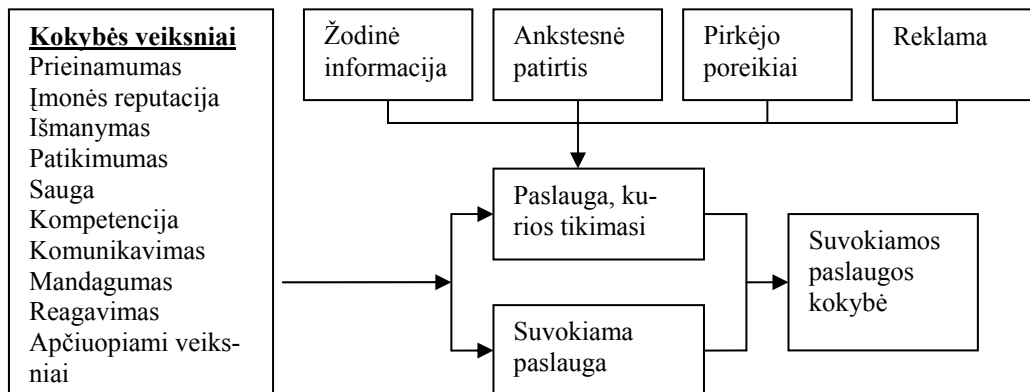 Kokybės veiksniai
Prieinamumas
Įmonės reputacija
Išmanymas
Patikimumas
Sauga
Kompetencija
Komunikavimas
Mandagumas
Reagavimas
Apčiuopiami veiks-
niai
Žodinė
informacija
Ankstesnė
patirtis
Pirkėjo
poreikiai
Reklama
Paslauga, ku-
rios tikimasi
Suvokiama
paslauga
Suvokiamos
paslaugos
kokybė